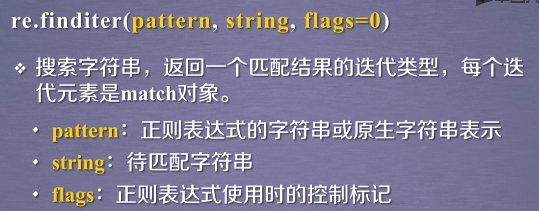 re.finditer(pattern, string, flags=0)
❖ 搜索字符串，返回一个匹配结果的迭代类型，每个迭
代元素是match对象。
• pattern：正则表达式的字符串或原生字符串表示
• string：待匹配字符串
• flags：正则表达式使用时的控制标记